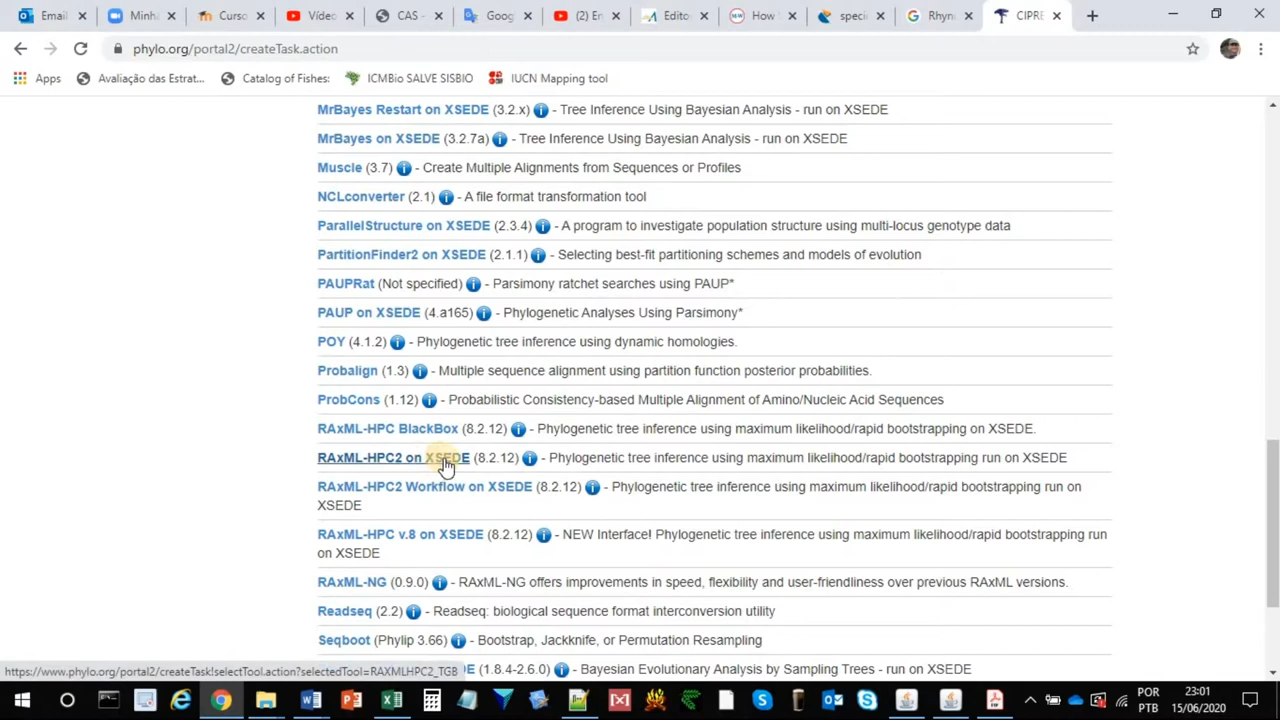 Email
Minha
Curso
Vídeo
CAS -
Goog
(2) En
Edito
How
speci
Rhyn
CIPRE
phylo.org/portal2/createTask.action
Apps
Avaliação das Estrat...
Catalog of Fishes:
ICMBio SALVE SISBIO
IUCN Mapping tool
MrBayes Restart on XSEDE (3.2.x) i - Tree Inference Using Bayesian Analysis - run on XSEDE
MrBayes on XSEDE (3.2.7a) i - Tree Inference Using Bayesian Analysis - run on XSEDE
Muscle (3.7) i - Create Multiple Alignments from Sequences or Profiles
NCLconverter (2.1) i - A file format transformation tool
ParallelStructure on XSEDE (2.3.4) i - A program to investigate population structure using multi-locus genotype data
PartitionFinder2 on XSEDE (2.1.1) i - Selecting best-fit partitioning schemes and models of evolution
PAUPRat (Not specified) i - Parsimony ratchet searches using PAUP*
PAUP on XSEDE (4.a165) i - Phylogenetic Analyses Using Parsimony*
POY (4.1.2) i - Phylogenetic tree inference using dynamic homologies.
Probalign (1.3) i - Multiple sequence alignment using partition function posterior probabilities.
ProbCons (1.12) i - Probabilistic Consistency-based Multiple Alignment of Amino/Nucleic Acid Sequences
RAxML-HPC BlackBox (8.2.12) i - Phylogenetic tree inference using maximum likelihood/rapid bootstrapping on XSEDE.
RAxML-HPC2 on XSEDE (8.2.12) i - Phylogenetic tree inference using maximum likelihood/rapid bootstrapping run on XSEDE
RAxML-HPC2 Workflow on XSEDE (8.2.12) i - Phylogenetic tree inference using maximum likelihood/rapid bootstrapping run on
XSEDE
RAxML-HPC v.8 on XSEDE (8.2.12) i - NEW Interface! Phylogenetic tree inference using maximum likelihood/rapid bootstrapping run
on XSEDE
RAxML-NG (0.9.0) i - RAxML-NG offers improvements in speed, flexibility and user-friendliness over previous RAxML versions.
Readseq (2.2) i - Readseq: biological sequence format interconversion utility
Seqboot (Phylip 3.66) i - Bootstrap, Jackknife, or Permutation Resampling
https://www.phylo.org/portal2/createTask!selectTool.action?selectedTool=RAXMLHPC2_TGB
DE (1.8.4-2.6.0) i - Bayesian Evolutionary Analysis by Sampling Trees - run on XSEDE
POR
PTB
23:01
15/06/2020